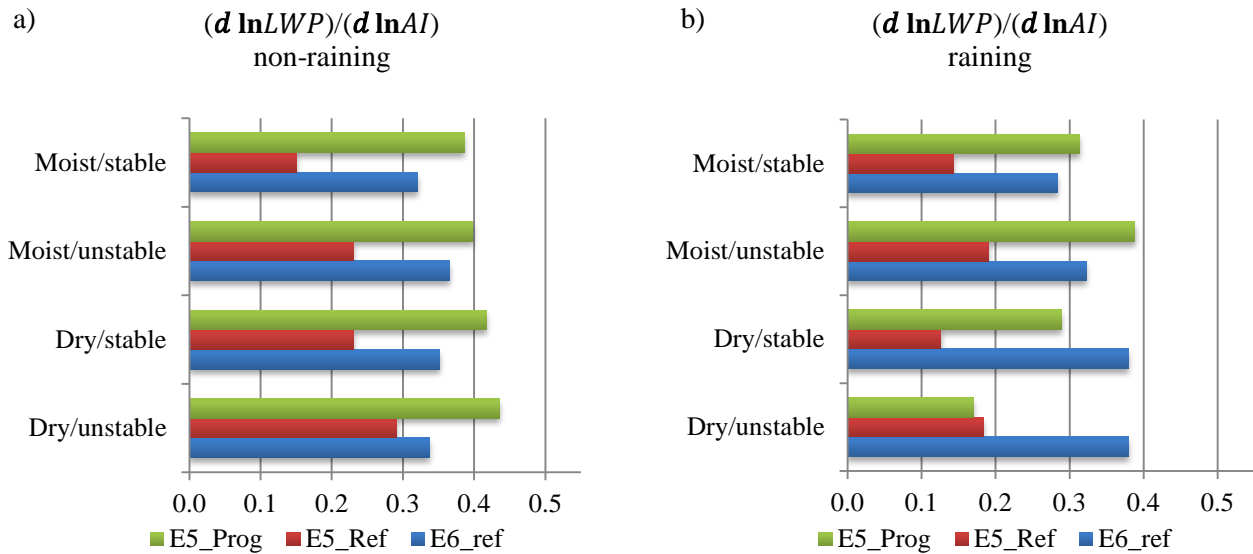 a)
(d lnLWP)/(d lnAI)
non-raining
Moist/stable
Moist/unstable
Dry/stable
Dry/unstable
0.0 0.1 0.2 0.3 0.4 0.5
E5_Prog E5_Ref E6_ref
b)
(d lnLWP)/(d lnAI)
raining
Moist/stable
Moist/unstable
Dry/stable
Dry/unstable
0.0 0.1 0.2 0.3 0.4 0.5
E5_Prog E5_Ref E6_ref